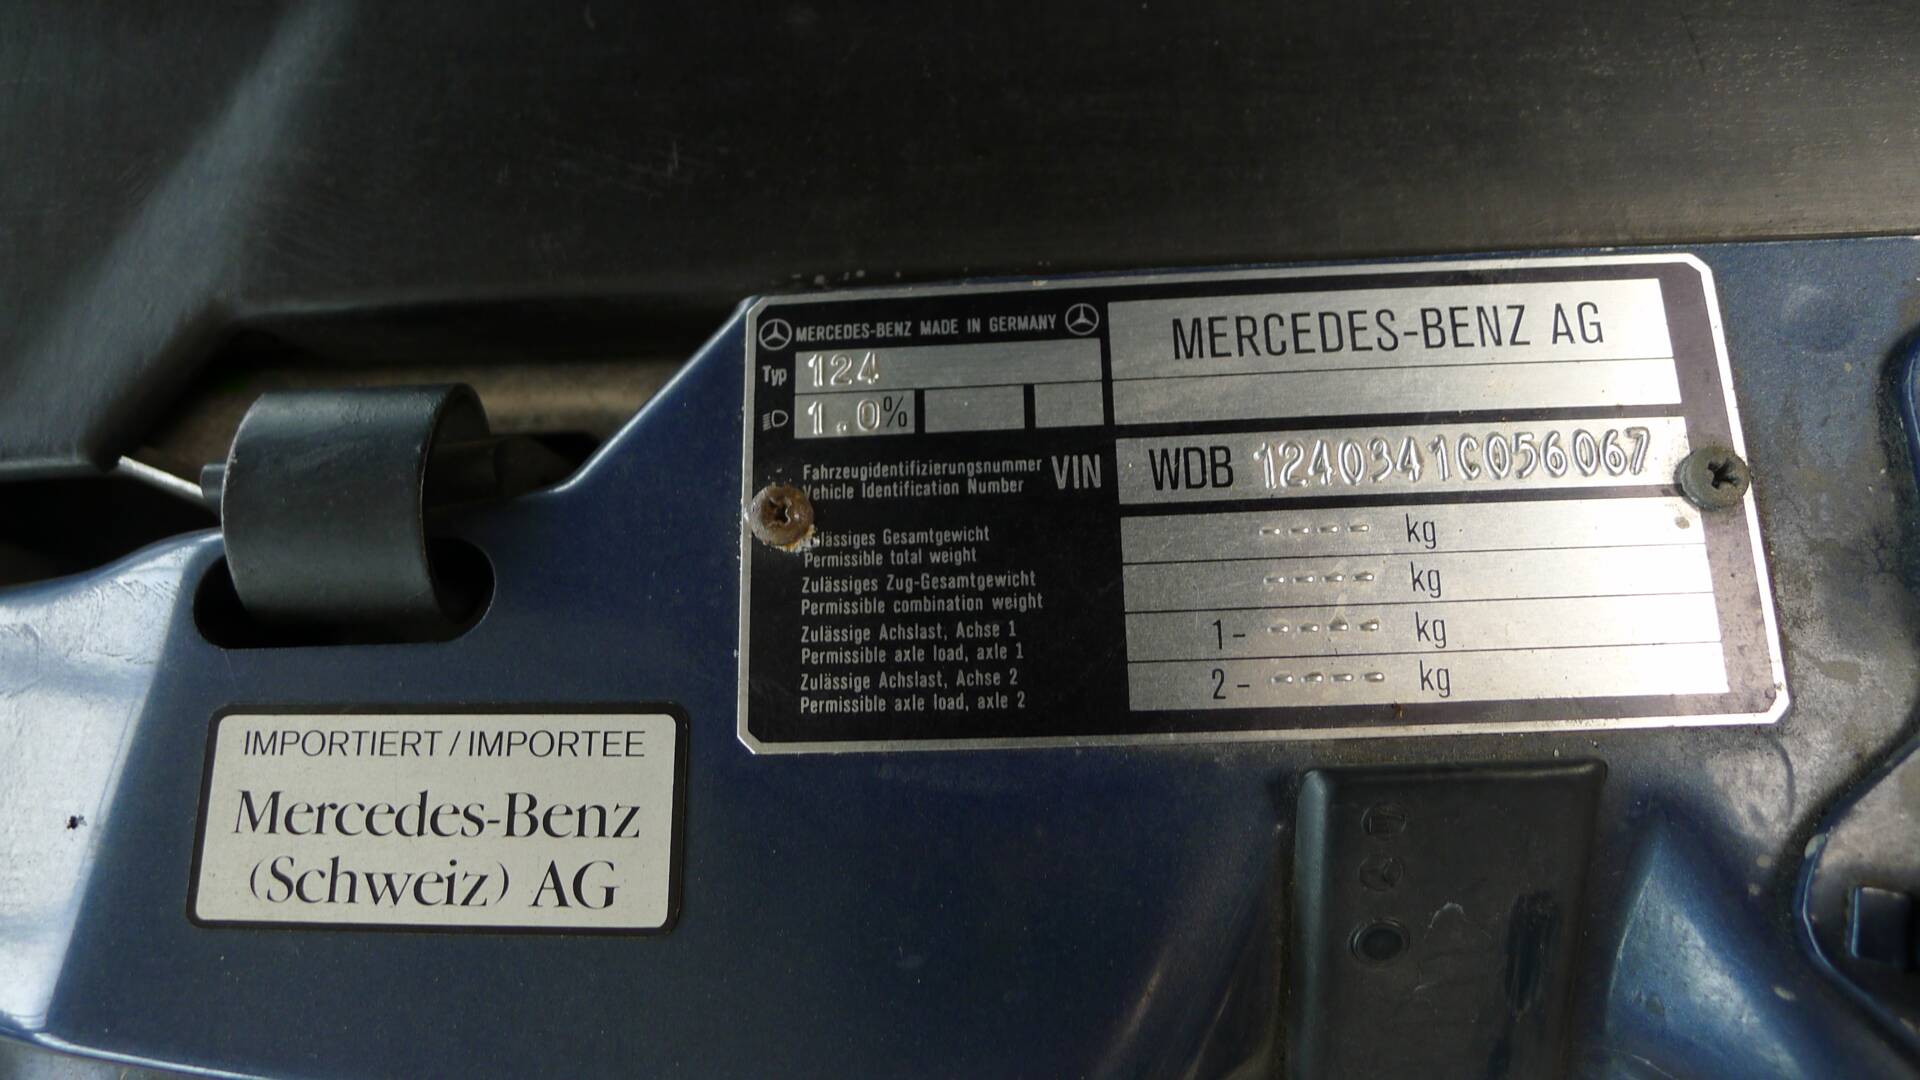 MERCEDES-BENZ MADE IN GERMANY
Typ 124
1.0%
MERCEDES-BENZ AG
Fahrzeugidentifizierungsnummer
Vehicle Identification Number
VIN WDB 1240341C056067
Zulässiges Gesamtgewicht
Permissible total weight
---- kg
Zulässiges Zug-Gesamtgewicht
Permissible combination weight
---- kg
Zulässige Achslast, Achse 1
Permissible axle load, axle 1
1- ---- kg
Zulässige Achslast, Achse 2
Permissible axle load, axle 2
2- ---- kg
IMPORTIERT / IMPORTEE
Mercedes-Benz
(Schweiz) AG